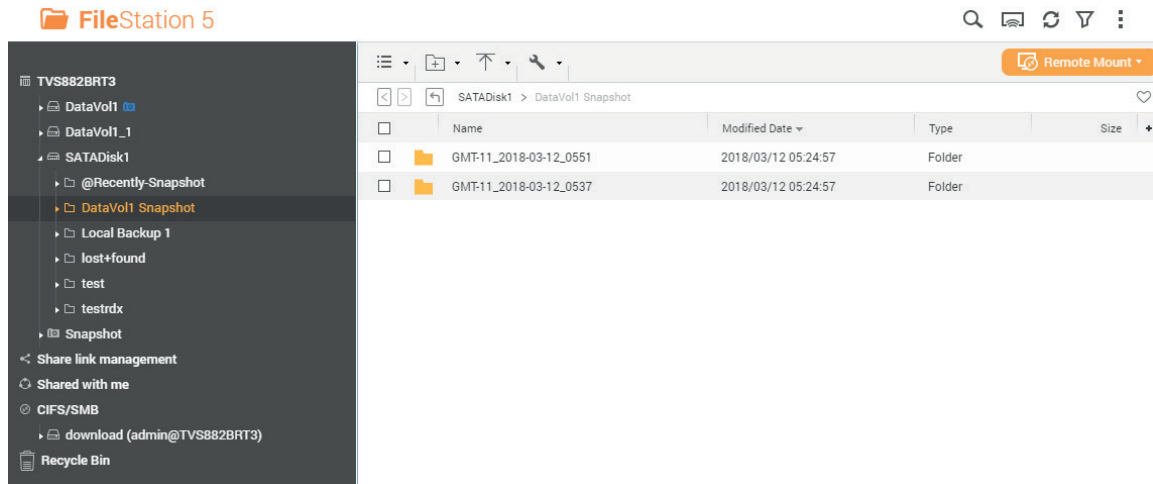 FileStation 5
TVS882BRT3
DataVol1
DataVol1_1
SATADisk1
@Recently-Snapshot
DataVol1 Snapshot
Local Backup 1
lost+found
test
testrdx
Snapshot
Share link management
Shared with me
CIFS/SMB
download (admin@TVS882BRT3)
Recycle Bin
Remote Mount
SATADisk1 > DataVol1 Snapshot
Name Modified Date Type Size
GMT-11_2018-03-12_0551 2018/03/12 05:24:57 Folder
GMT-11_2018-03-12_0537 2018/03/12 05:24:57 Folder